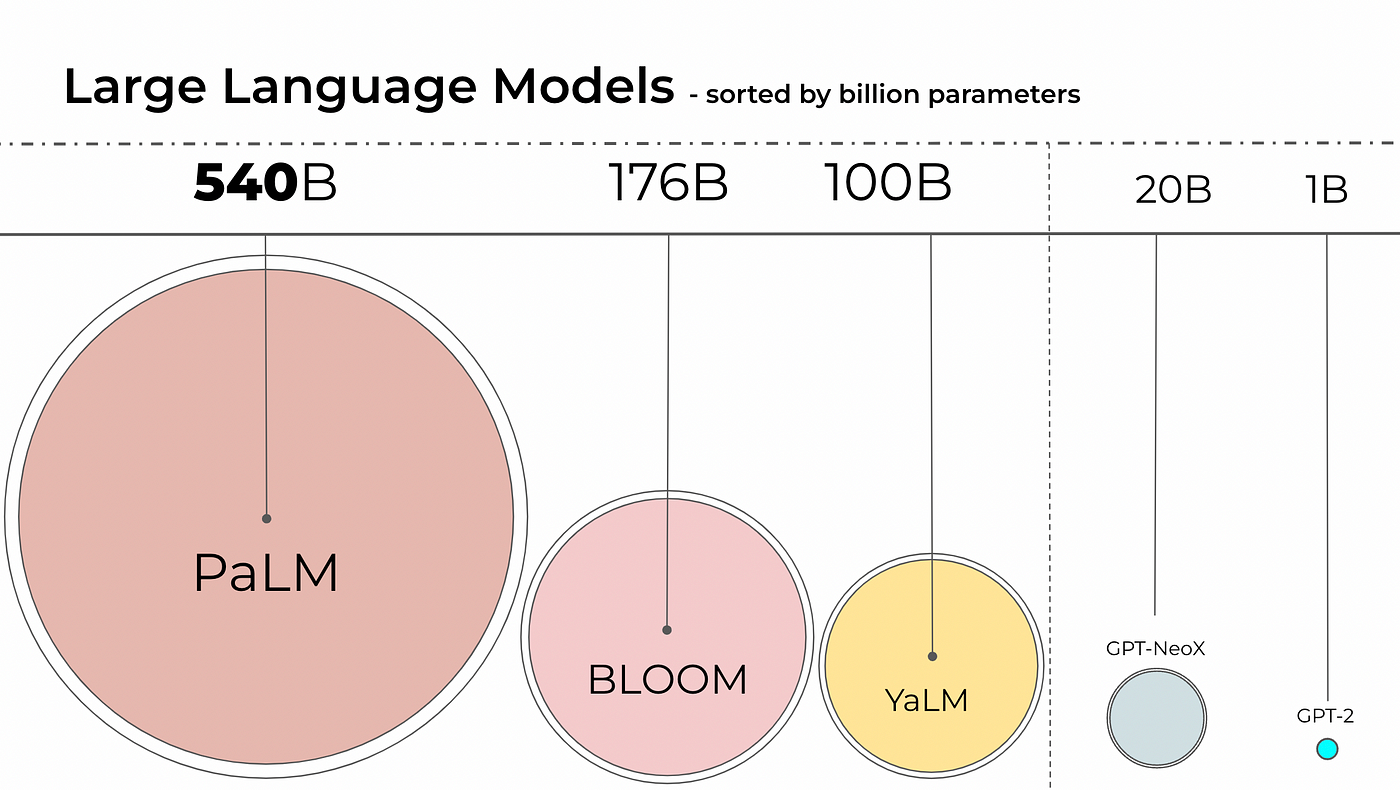 Large Language Models - sorted by billion parameters
540B 176B 100B 20B 1B
PaLM
BLOOM
YaLM
GPT-NeoX
GPT-2